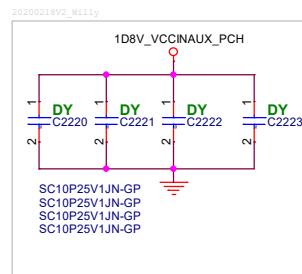 20200218V2_Willy
1D8V_VCCINAUX_PCH
1 1 1 1
DY DY DY DY
C2220 C2221 C2222 C2223
2 2 2 2
SC10P25V1JN-GP
SC10P25V1JN-GP
SC10P25V1JN-GP
SC10P25V1JN-GP